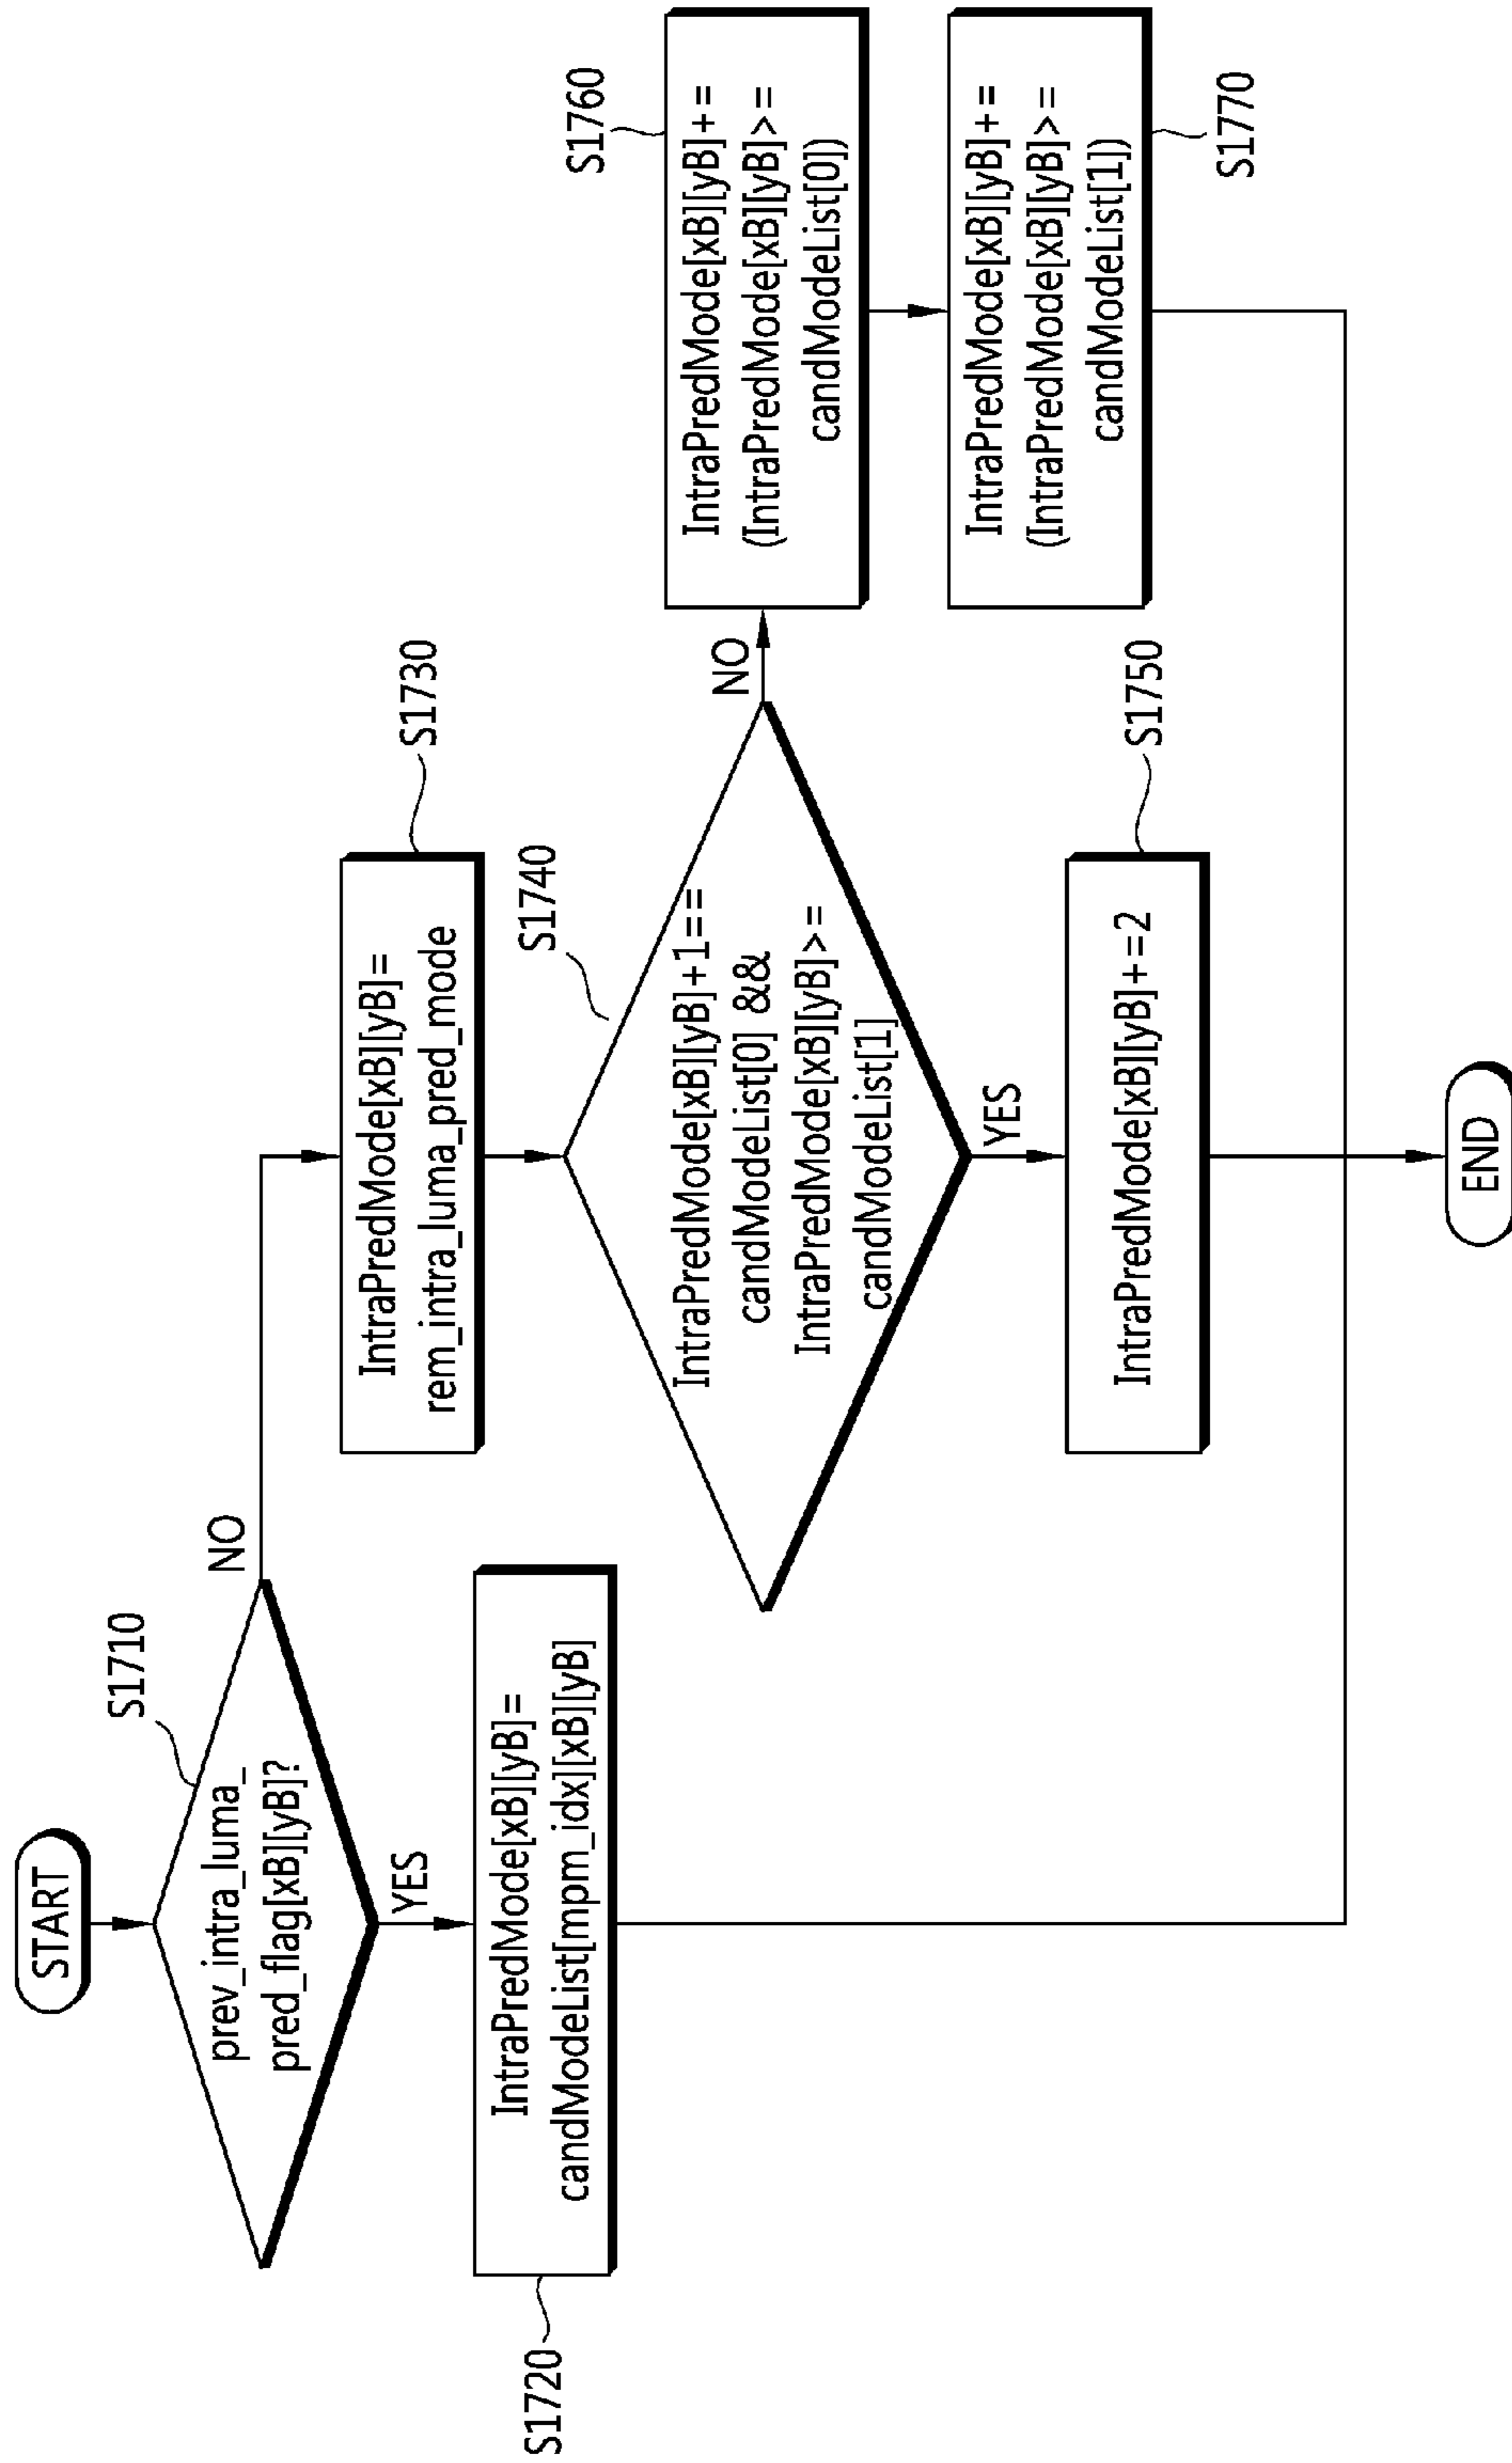 START
S1710
prev_intra_luma_
pred_flag[xB][yB]?
NO
YES
S1720
IntraPredMode[xB][yB]=
candModeList[mpm_idx][xB][yB]
S1730
IntraPredMode[xB][yB]=
rem_intra_luma_pred_mode
S1740
IntraPredMode[xB][yB]+1==
candModeList[0] &&
IntraPredMode[xB][yB]>=
candModeList[1]
NO
YES
S1750
IntraPredMode[xB][yB]+=2
S1760
IntraPredMode[xB][yB]+=
(IntraPredMode[xB][yB]>=
candModeList[0])
S1770
IntraPredMode[xB][yB]+=
(IntraPredMode[xB][yB]>=
candModeList[1])
END